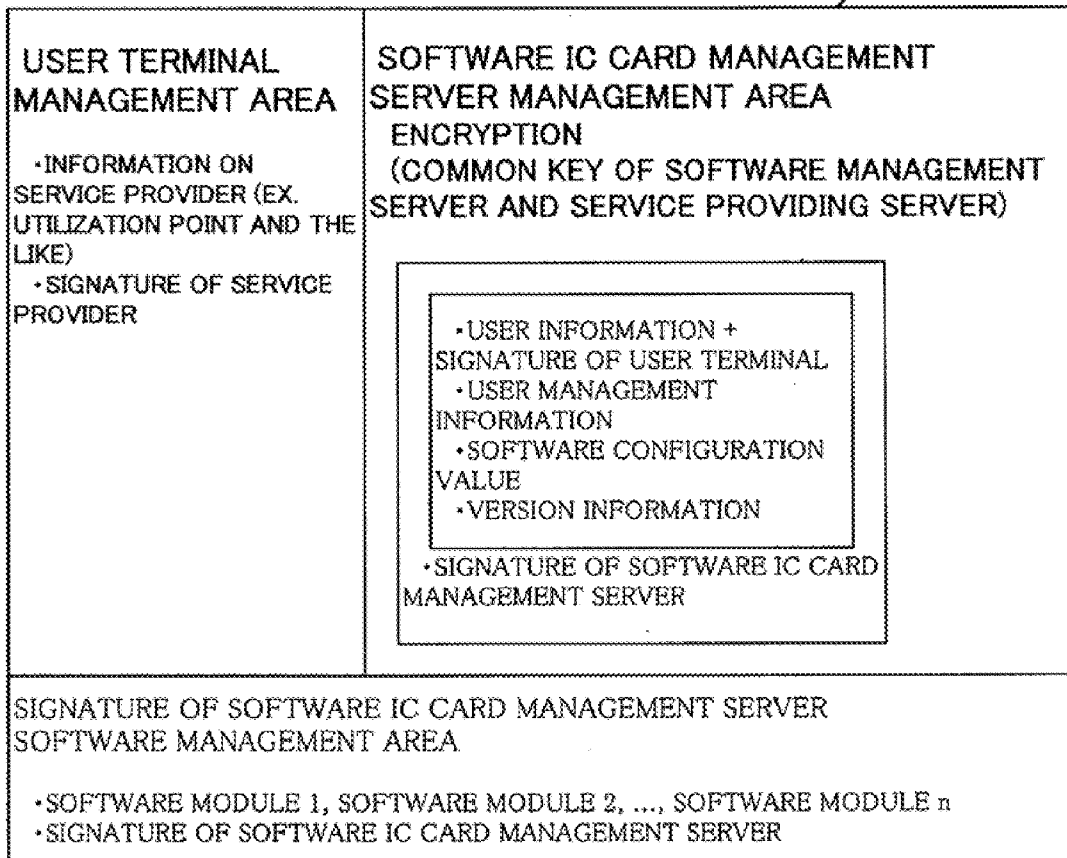 USER TERMINAL
MANAGEMENT AREA
・INFORMATION ON
SERVICE PROVIDER (EX.
UTILIZATION POINT AND THE
LIKE)
・SIGNATURE OF SERVICE
PROVIDER
SOFTWARE IC CARD MANAGEMENT
SERVER MANAGEMENT AREA
ENCRYPTION
(COMMON KEY OF SOFTWARE MANAGEMENT
SERVER AND SERVICE PROVIDING SERVER)
・USER INFORMATION +
SIGNATURE OF USER TERMINAL
・USER MANAGEMENT
INFORMATION
・SOFTWARE CONFIGURATION
VALUE
・VERSION INFORMATION
・SIGNATURE OF SOFTWARE IC CARD
MANAGEMENT SERVER
SIGNATURE OF SOFTWARE IC CARD MANAGEMENT SERVER
SOFTWARE MANAGEMENT AREA
・SOFTWARE MODULE 1, SOFTWARE MODULE 2, ..., SOFTWARE MODULE n
・SIGNATURE OF SOFTWARE IC CARD MANAGEMENT SERVER